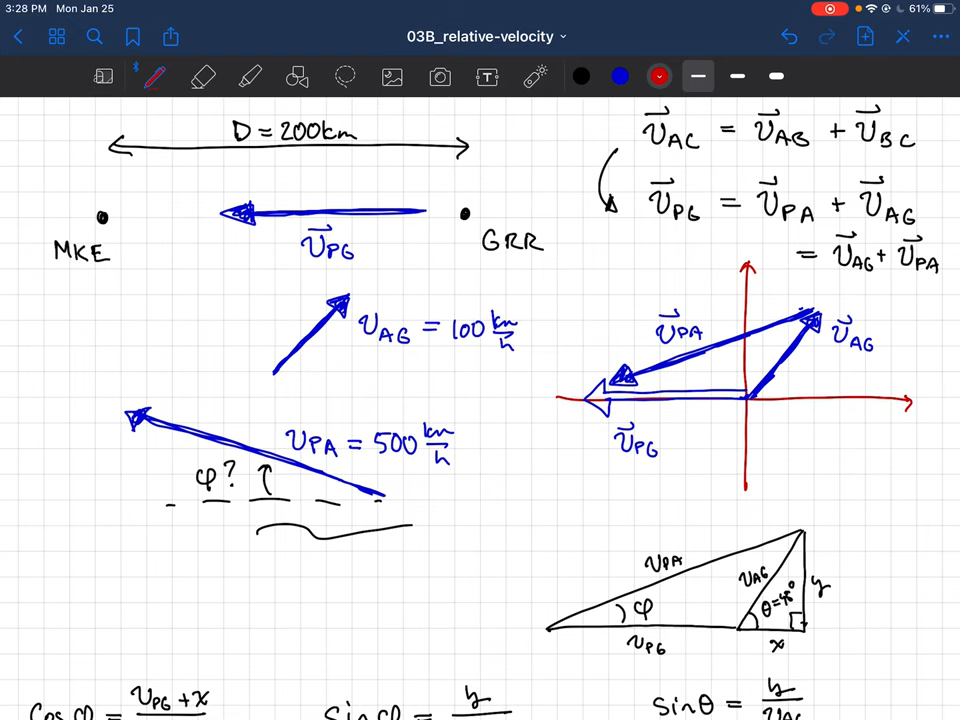 3:28 PM Mon Jan 25
61%
03B_relative-velocity
D = 200km
MKE
GRR
v⃗PG
vAG = 100 km/h
vPA = 500 km/h
φ?
v⃗AC = v⃗AB + v⃗BC
v⃗PG = v⃗PA + v⃗AG
= v⃗AG + v⃗PA
v⃗PA
v⃗AG
v⃗PG
vPA
vAG
φ
θ=45°
y
vPG
x
cos φ = vPG + x
sin φ = y
sin θ = y/vAG